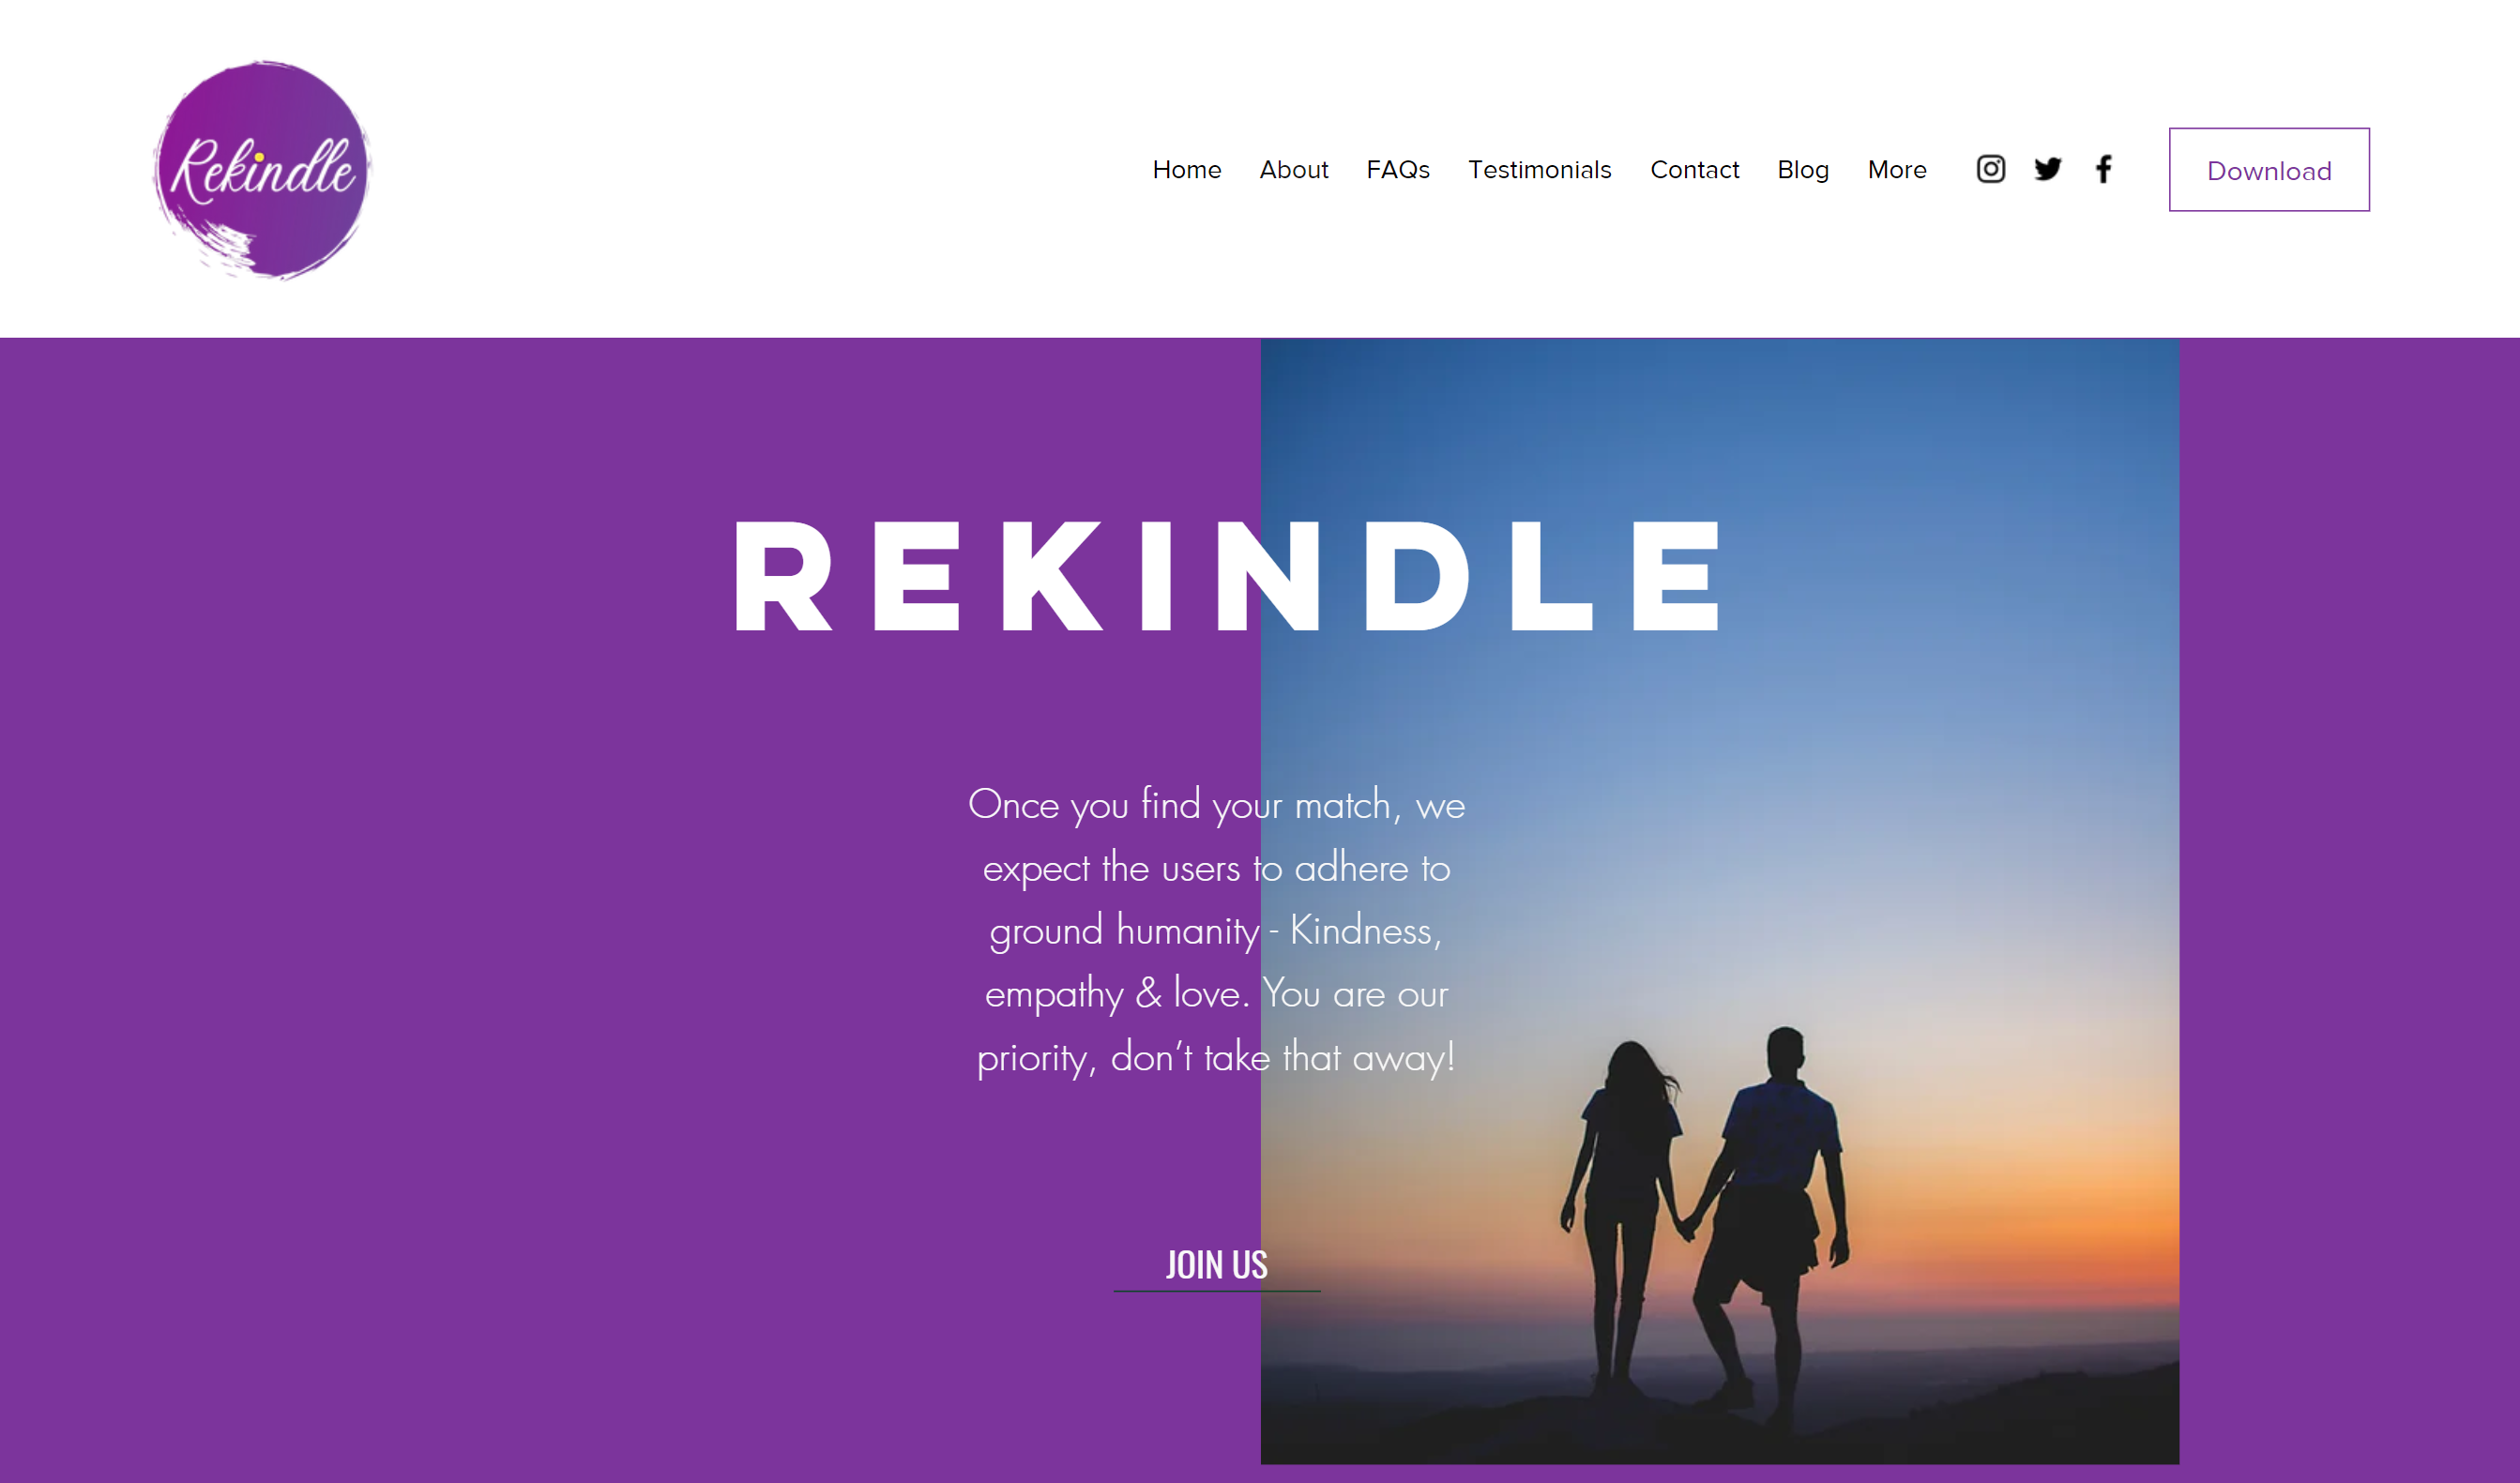 Rekindle
Home About FAQs Testimonials Contact Blog More Download
REKINDLE
Once you find your match, we
expect the users to adhere to
ground humanity - Kindness,
empathy & love. You are our
priority, don’t take that away!
JOIN US